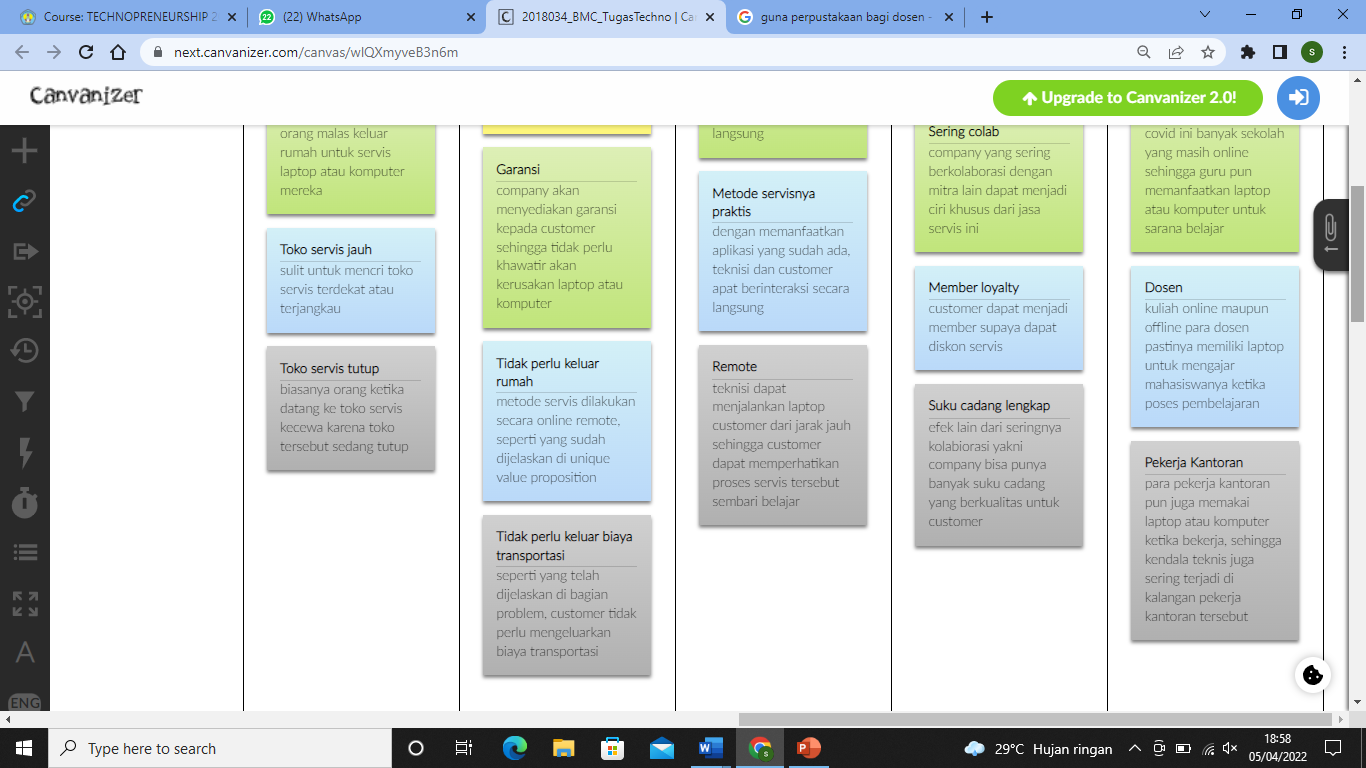 Course: TECHNOPRENEURSHIP 2
(22) WhatsApp
2018034_BMC_TugasTechno | Ca
guna perpustakaan bagi dosen -
next.canvanizer.com/canvas/wIQXmyveB3n6m
S
Canvanizer
Upgrade to Canvanizer 2.0!
orang malas keluar
rumah untuk servis
laptop atau komputer
mereka
Toko servis jauh
sulit untuk mencri toko
servis terdekat atau
terjangkau
Toko servis tutup
biasanya orang ketika
datang ke toko servis
kecewa karena toko
tersebut sedang tutup
Garansi
company akan
menyediakan garansi
kepada customer
sehingga tidak perlu
khawatir akan
kerusakan laptop atau
komputer
Tidak perlu keluar
rumah
metode servis dilakukan
secara online remote,
seperti yang sudah
dijelaskan di unique
value proposition
Tidak perlu keluar biaya
transportasi
seperti yang telah
dijelaskan di bagian
problem, customer tidak
perlu mengeluarkan
biaya transportasi
langsung
Metode servisnya
praktis
dengan memanfaatkan
aplikasi yang sudah ada,
teknisi dan customer
apat berinteraksi secara
langsung
Remote
teknisi dapat
menjalankan laptop
customer dari jarak jauh
sehingga customer
dapat memperhatikan
proses servis tersebut
sembari belajar
Sering colab
company yang sering
berkolaborasi dengan
mitra lain dapat menjadi
ciri khusus dari jasa
servis ini
Member loyalty
customer dapat menjadi
member supaya dapat
diskon servis
Suku cadang lengkap
efek lain dari seringnya
kolabiorasi yakni
company bisa punya
banyak suku cadang
yang berkualitas untuk
customer
covid ini banyak sekolah
yang masih online
sehingga guru pun
memanfaatkan laptop
atau komputer untuk
sarana belajar
Dosen
kuliah online maupun
offline para dosen
pastinya memiliki laptop
untuk mengajar
mahasiswanya ketika
poses pembelajaran
Pekerja Kantoran
para pekerja kantoran
pun juga memakai
laptop atau komputer
ketika bekerja, sehingga
kendala teknis juga
sering terjadi di
kalangan pekerja
kantoran tersebut
A
ENG
Type here to search
29°C Hujan ringan
18:58
05/04/2022